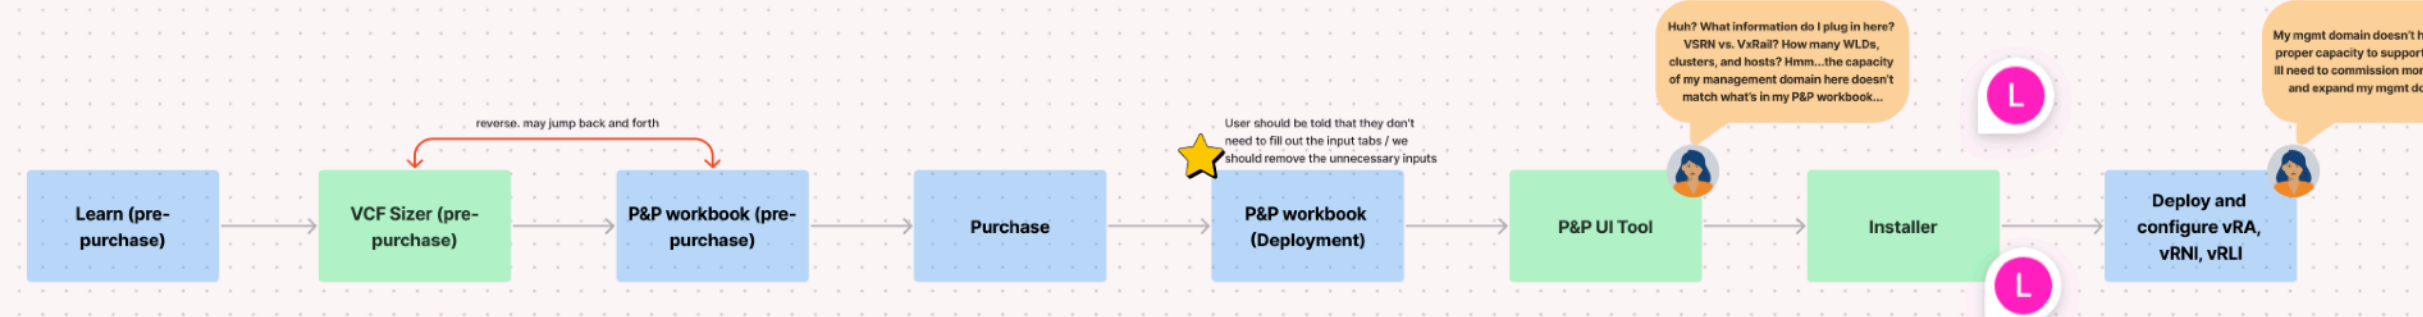 Huh? What information do I plug in here?
VSRN vs. VxRail? How many WLDs,
clusters, and hosts? Hmm...the capacity
of my management domain here doesn't
match what's in my P&P workbook...
My mgmt domain doesn't h
proper capacity to support
Ill need to commission mor
and expand my mgmt do
L
reverse. may jump back and forth
User should be told that they don't
need to fill out the input tabs / we
should remove the unnecessary inputs
Learn (pre-
purchase)
VCF Sizer (pre-
purchase)
P&P workbook (pre-
purchase)
Purchase
P&P workbook
(Deployment)
P&P UI Tool
Installer
Deploy and
configure vRA,
vRNI, vRLI
L